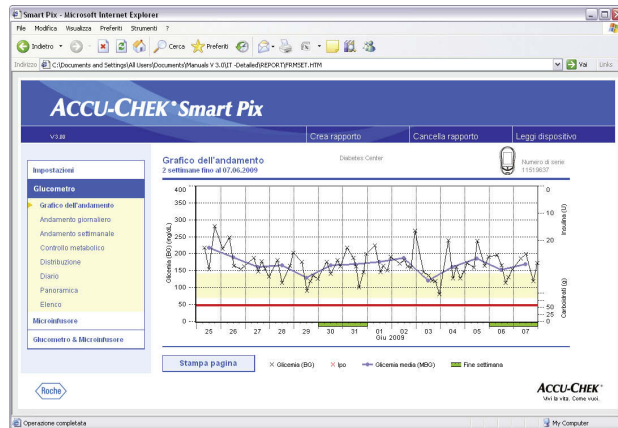 Smart Pix - Microsoft Internet Explorer
File Modifica Visualizza Preferiti Strumenti ?
Indietro Cerca Preferiti
Indirizzo C:\Documents and Settings\All Users\Documents\Manuals V 3.0\IT -Detailed\REPORT\FRMSET.HTM Vai Links
ACCU-CHEK® Smart Pix
V3.00 Crea rapporto Cancella rapporto Leggi dispositivo
Impostazioni
Glucometro
Grafico dell'andamento
Andamento giornaliero
Andamento settimanale
Controllo metabolico
Distribuzione
Diario
Panoramica
Elenco
Microinfusore
Glucometro & Microinfusore
Grafico dell'andamento
2 settimane fino al 07.06.2009
Diabetes Center
Numero di serie
11519837
Glicemia (BG) (mg/dL)
400
350
300
250
200
150
100
50
0
0
10
20
Insulina (U)
50
25
0
Carboidrati (g)
25 26 27 28 29 30 31 01 02 03 04 05 06 07
Giu 2009
Stampa pagina
Glicemia (BG) Ipo Glicemia media (MBG) Fine settimana
Roche
ACCU-CHEK®
Vivi la vita. Come vuoi.
Operazione completata My Computer